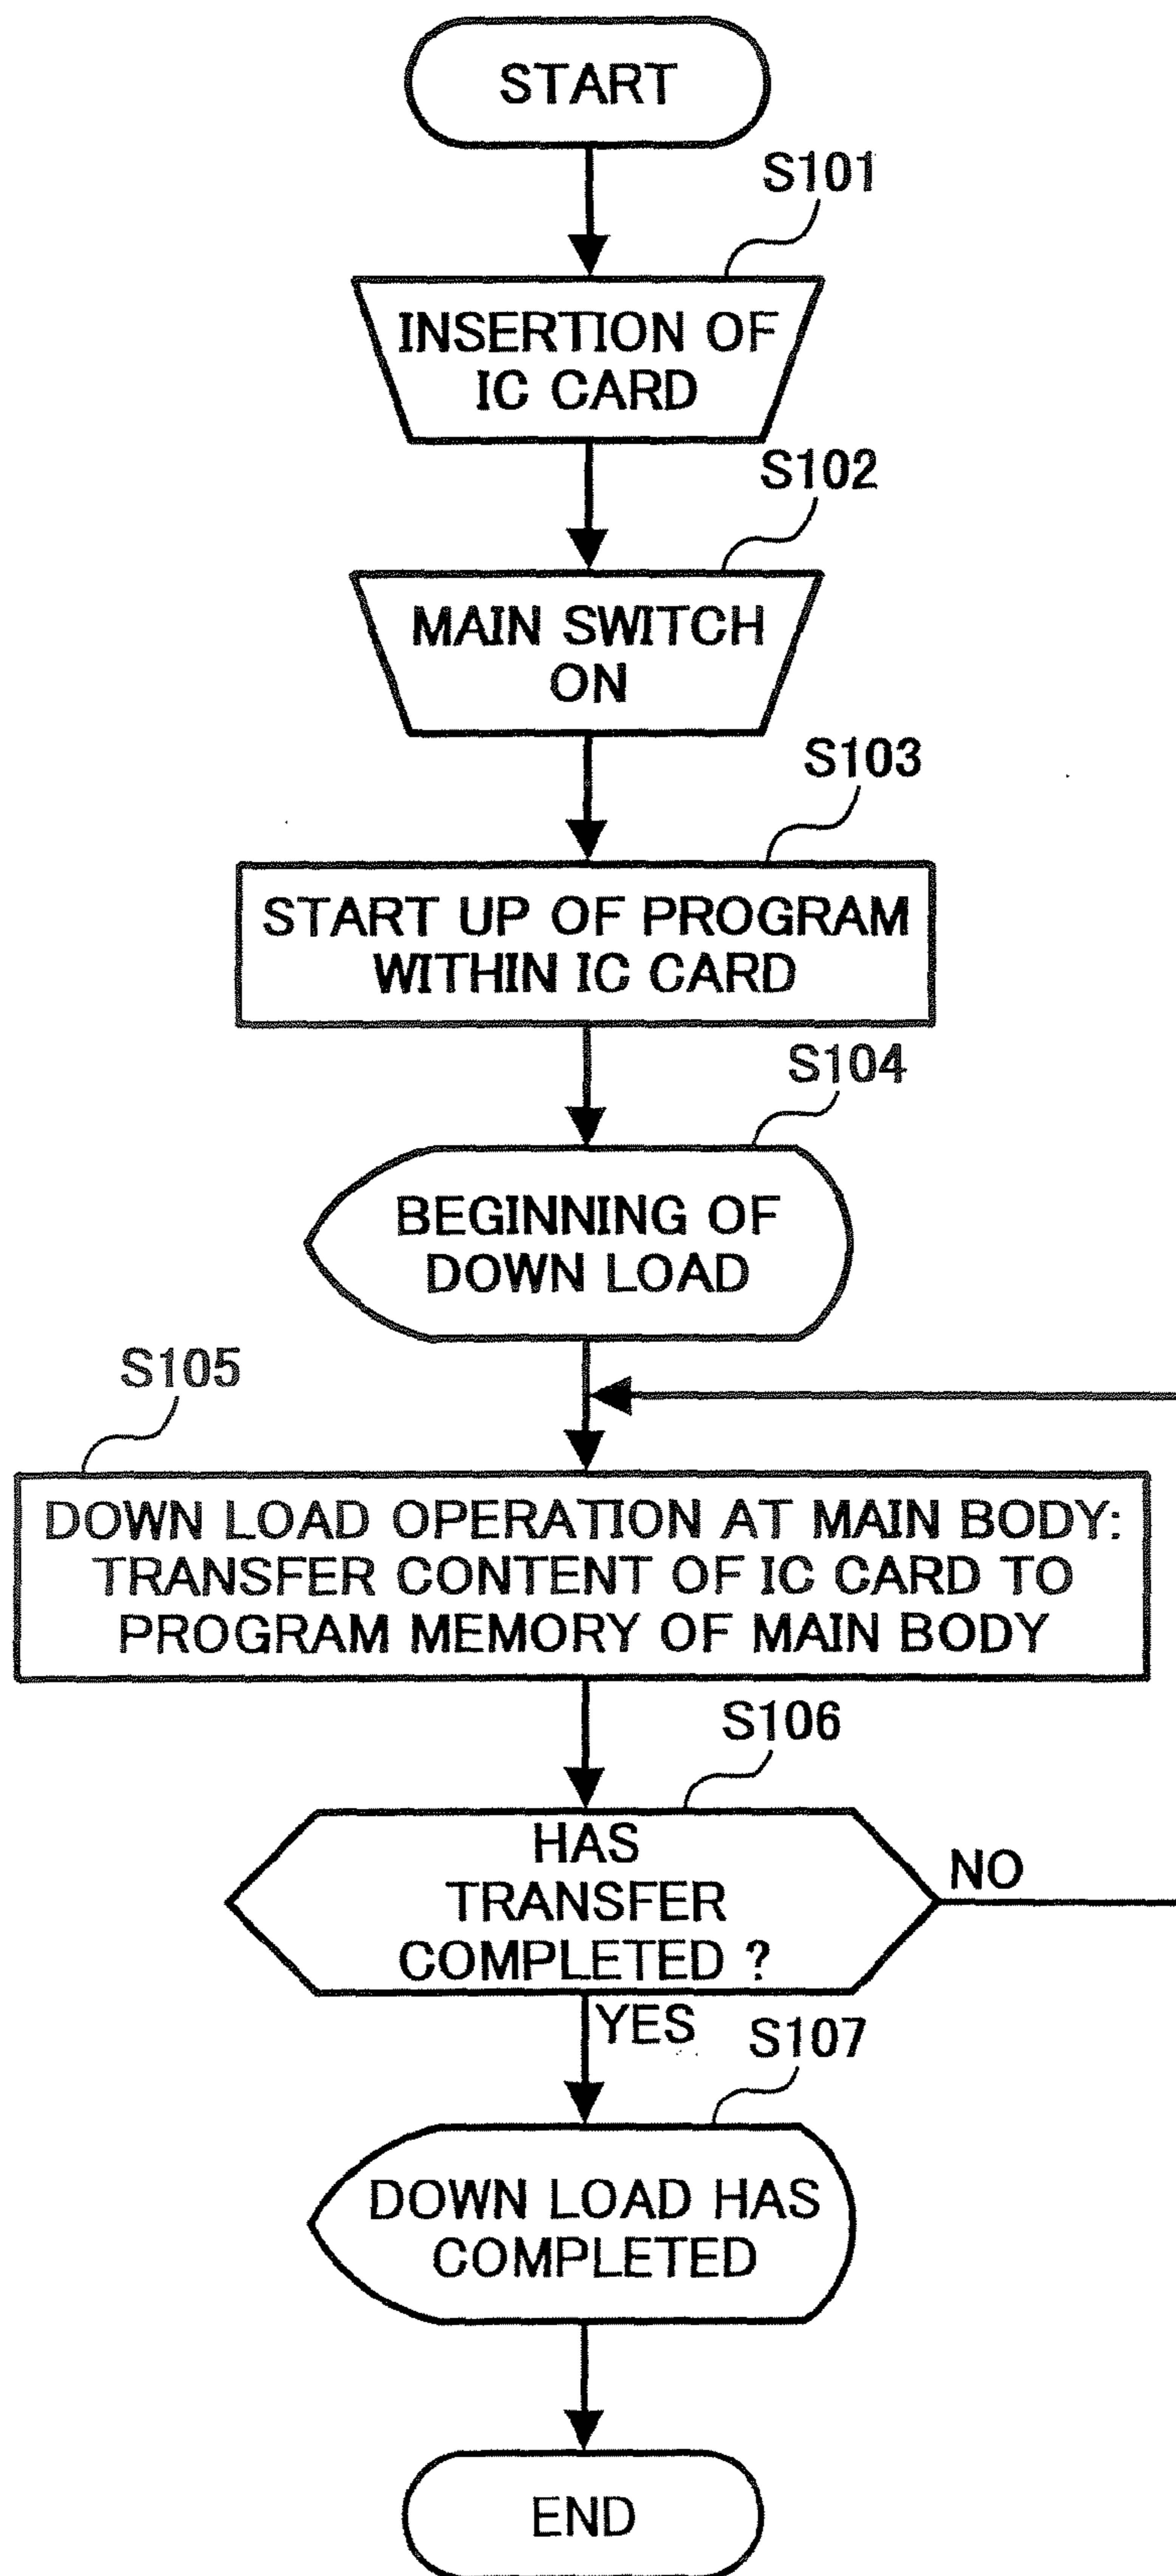 START
S101
INSERTION OF
IC CARD
S102
MAIN SWITCH
ON
S103
START UP OF PROGRAM
WITHIN IC CARD
S104
BEGINNING OF
DOWN LOAD
S105
DOWN LOAD OPERATION AT MAIN BODY:
TRANSFER CONTENT OF IC CARD TO
PROGRAM MEMORY OF MAIN BODY
S106
HAS
TRANSFER
COMPLETED ?
NO
YES
S107
DOWN LOAD HAS
COMPLETED
END